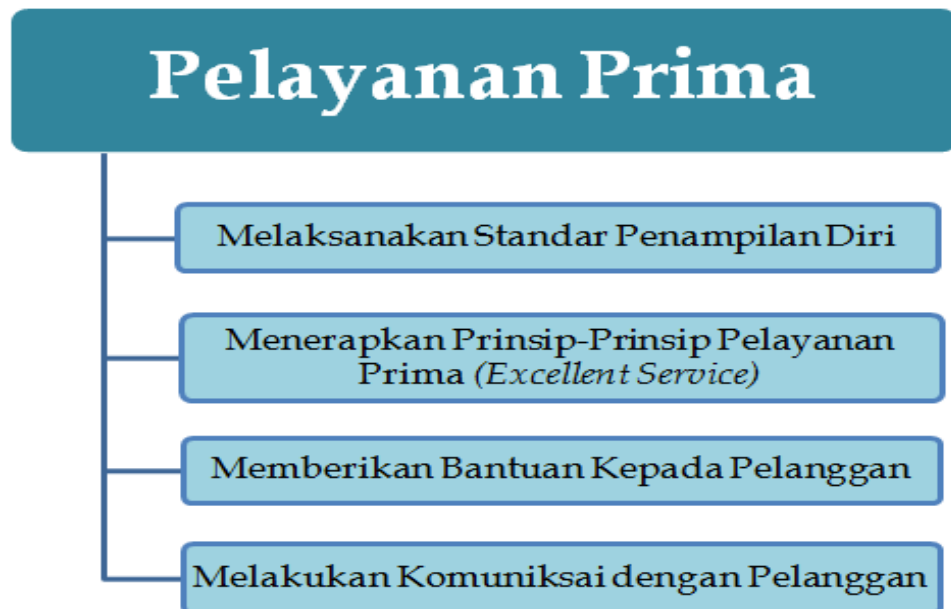 Pelayanan Prima
Melaksanakan Standar Penampilan Diri
Menerapkan Prinsip-Prinsip Pelayanan
Prima (Excellent Service)
Memberikan Bantuan Kepada Pelanggan
Melakukan Komuniksai dengan Pelanggan